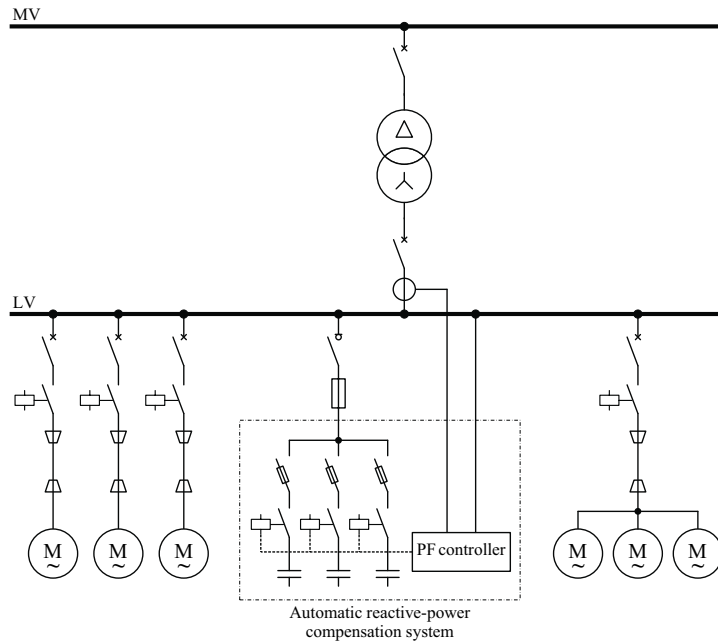 MV
LV
PF controller
M
~
M
~
M
~
M
~
M
~
M
~
Automatic reactive-power
compensation system